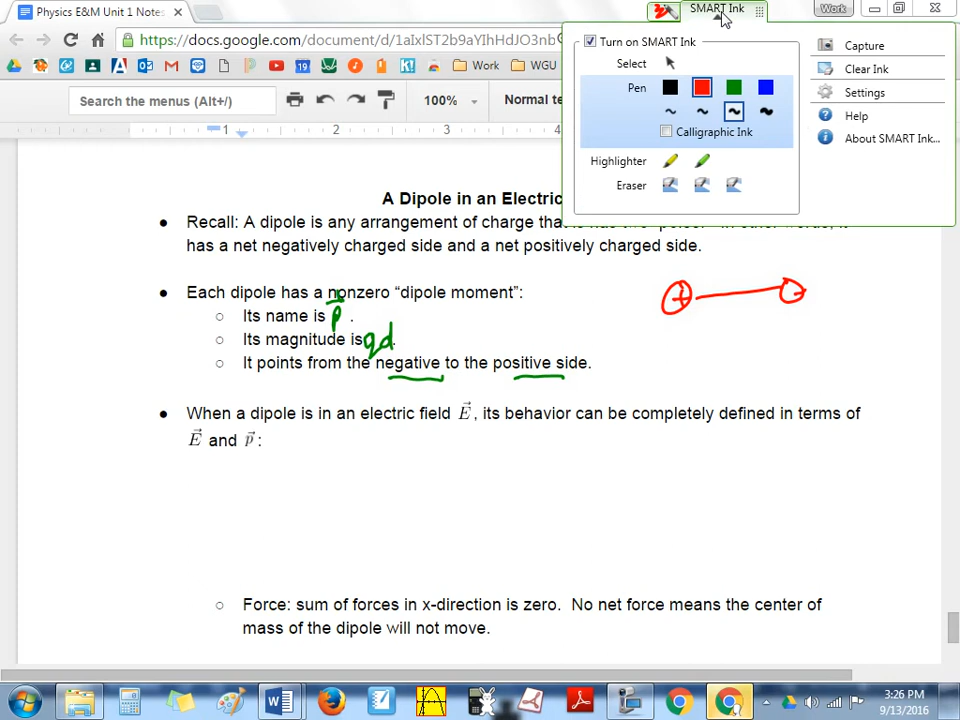 Physics E&M Unit 1 Notes
SMART Ink
Work
https://docs.google.com/document/d/1aIxlST2b9aYIhHdJO3nb
Turn on SMART Ink
Capture
Select
Clear Ink
Pen
Settings
Calligraphic Ink
Help
About SMART Ink...
Highlighter
Eraser
Work
WGU
Search the menus (Alt+/)
100%
Normal te
1 2 3
A Dipole in an Electric
Recall: A dipole is any arrangement of charge that
has a net negatively charged side and a net positively charged side.
Each dipole has a nonzero “dipole moment”:
Its name is p⃗ .
Its magnitude is qd.
It points from the negative to the positive side.
+ -
When a dipole is in an electric field E⃗, its behavior can be completely defined in terms of
E⃗ and p⃗ :
Force: sum of forces in x-direction is zero. No net force means the center of
mass of the dipole will not move.
3:26 PM
9/13/2016